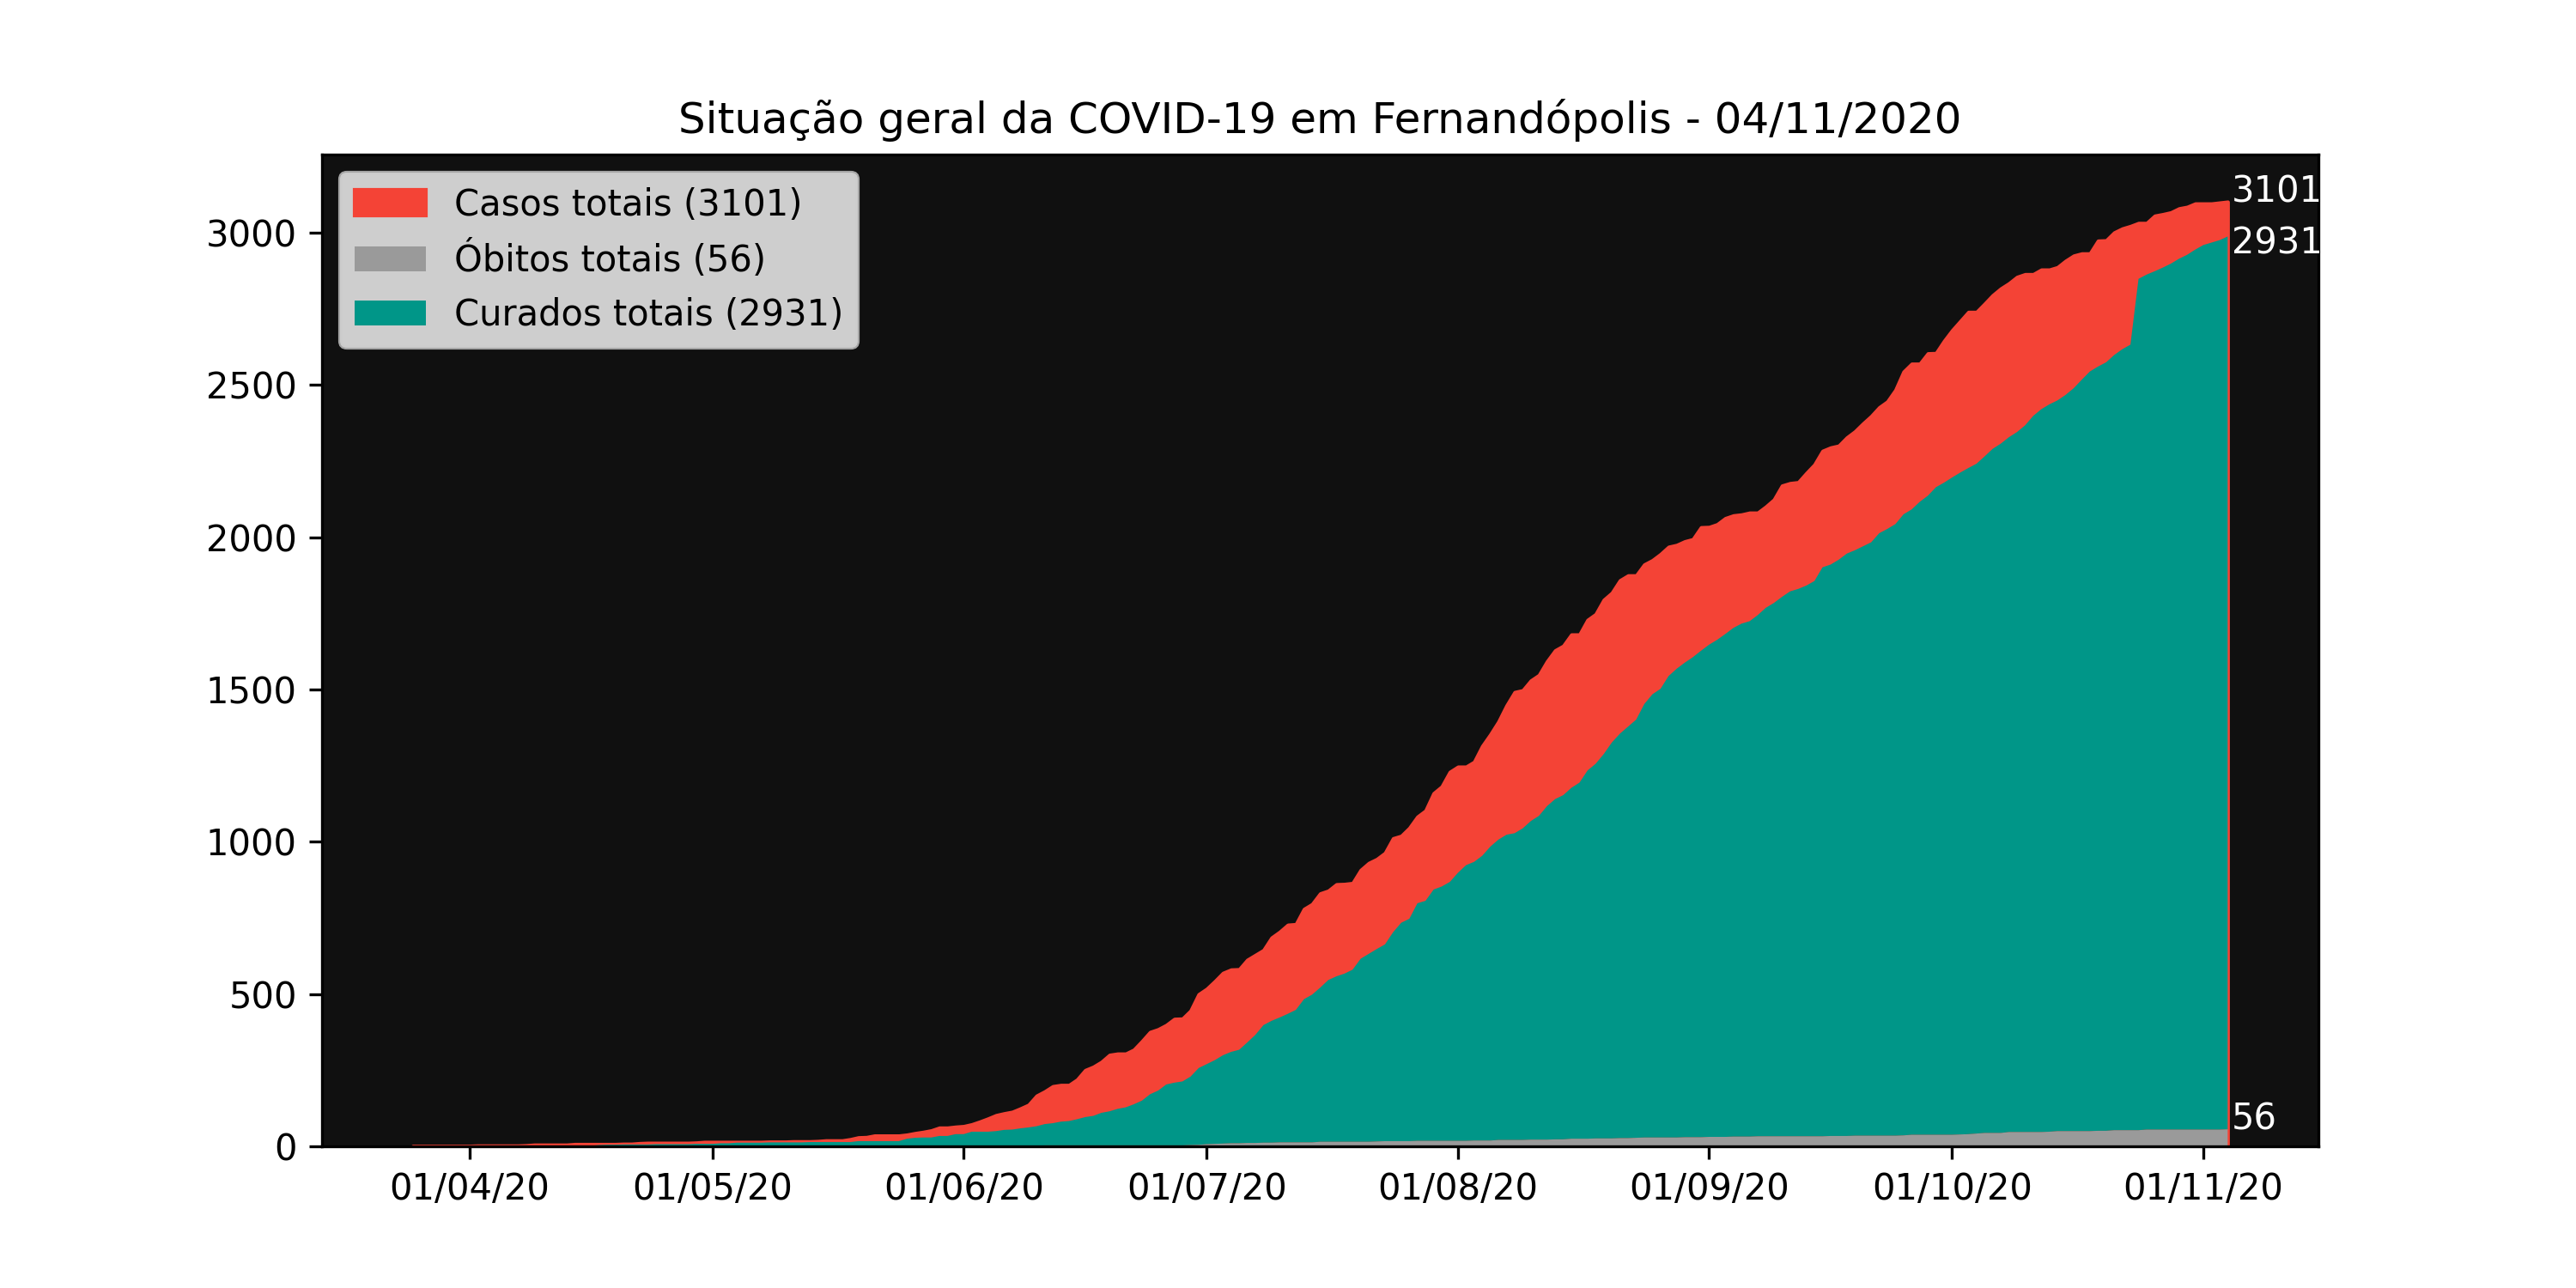 Situação geral da COVID-19 em Fernandópolis - 04/11/2020
Casos totais (3101)
Óbitos totais (56)
Curados totais (2931)
3101
2931
56
3000
2500
2000
1500
1000
500
0
01/04/20 01/05/20 01/06/20 01/07/20 01/08/20 01/09/20 01/10/20 01/11/20